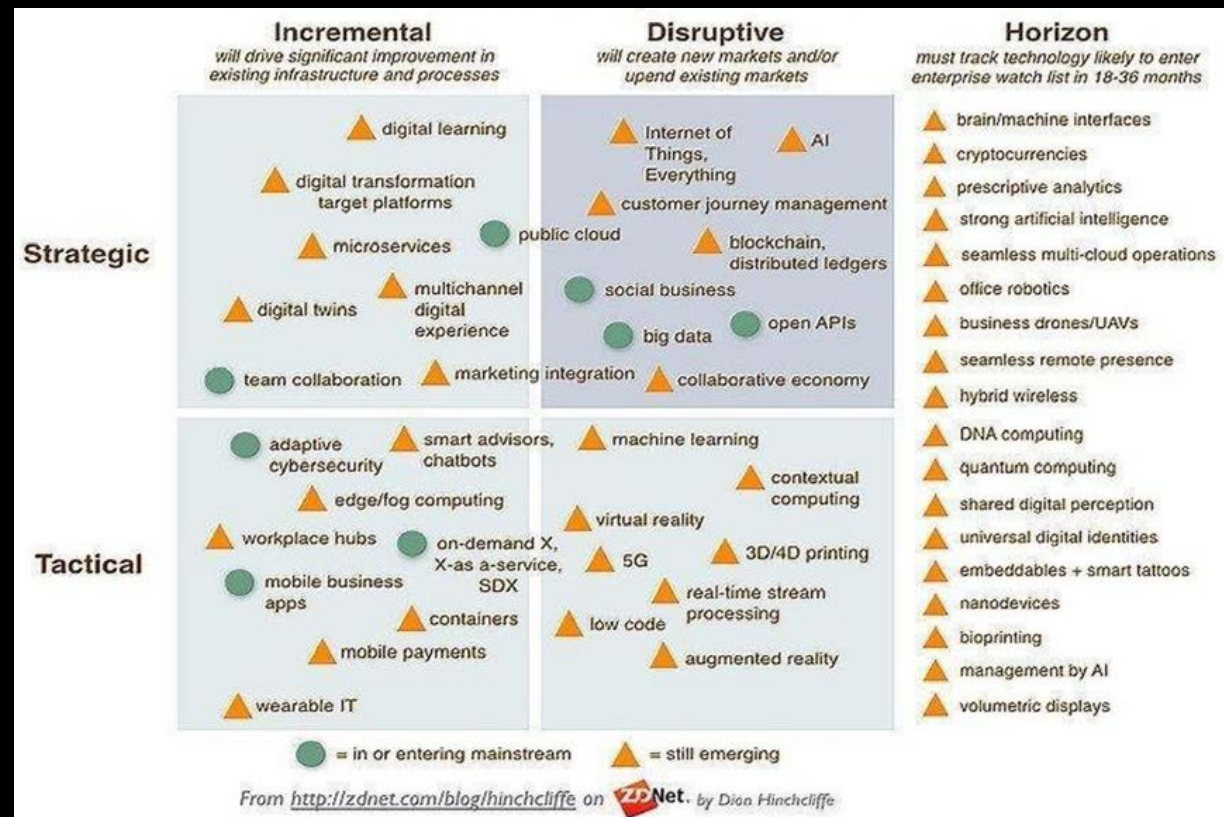 Incremental
will drive significant improvement in
existing infrastructure and processes
Disruptive
will create new markets and/or
upend existing markets
Horizon
must track technology likely to enter
enterprise watch list in 18-36 months
Strategic
digital learning
digital transformation
target platforms
public cloud
microservices
multichannel
digital
experience
digital twins
team collaboration
marketing integration
Internet of
Things,
Everything
AI
customer journey management
blockchain,
distributed ledgers
social business
open APIs
big data
collaborative economy
Tactical
adaptive
cybersecurity
smart advisors,
chatbots
edge/fog computing
workplace hubs
on-demand X,
X-as a-service,
SDX
mobile business
apps
containers
mobile payments
wearable IT
machine learning
contextual
computing
virtual reality
5G
3D/4D printing
real-time stream
processing
low code
augmented reality
brain/machine interfaces
cryptocurrencies
prescriptive analytics
strong artificial intelligence
seamless multi-cloud operations
office robotics
business drones/UAVs
seamless remote presence
hybrid wireless
DNA computing
quantum computing
shared digital perception
universal digital identities
embeddables + smart tattoos
nanodevices
bioprinting
management by AI
volumetric displays
= in or entering mainstream
= still emerging
From http://zdnet.com/blog/hinchcliffe on ZDNet. by Dion Hinchcliffe